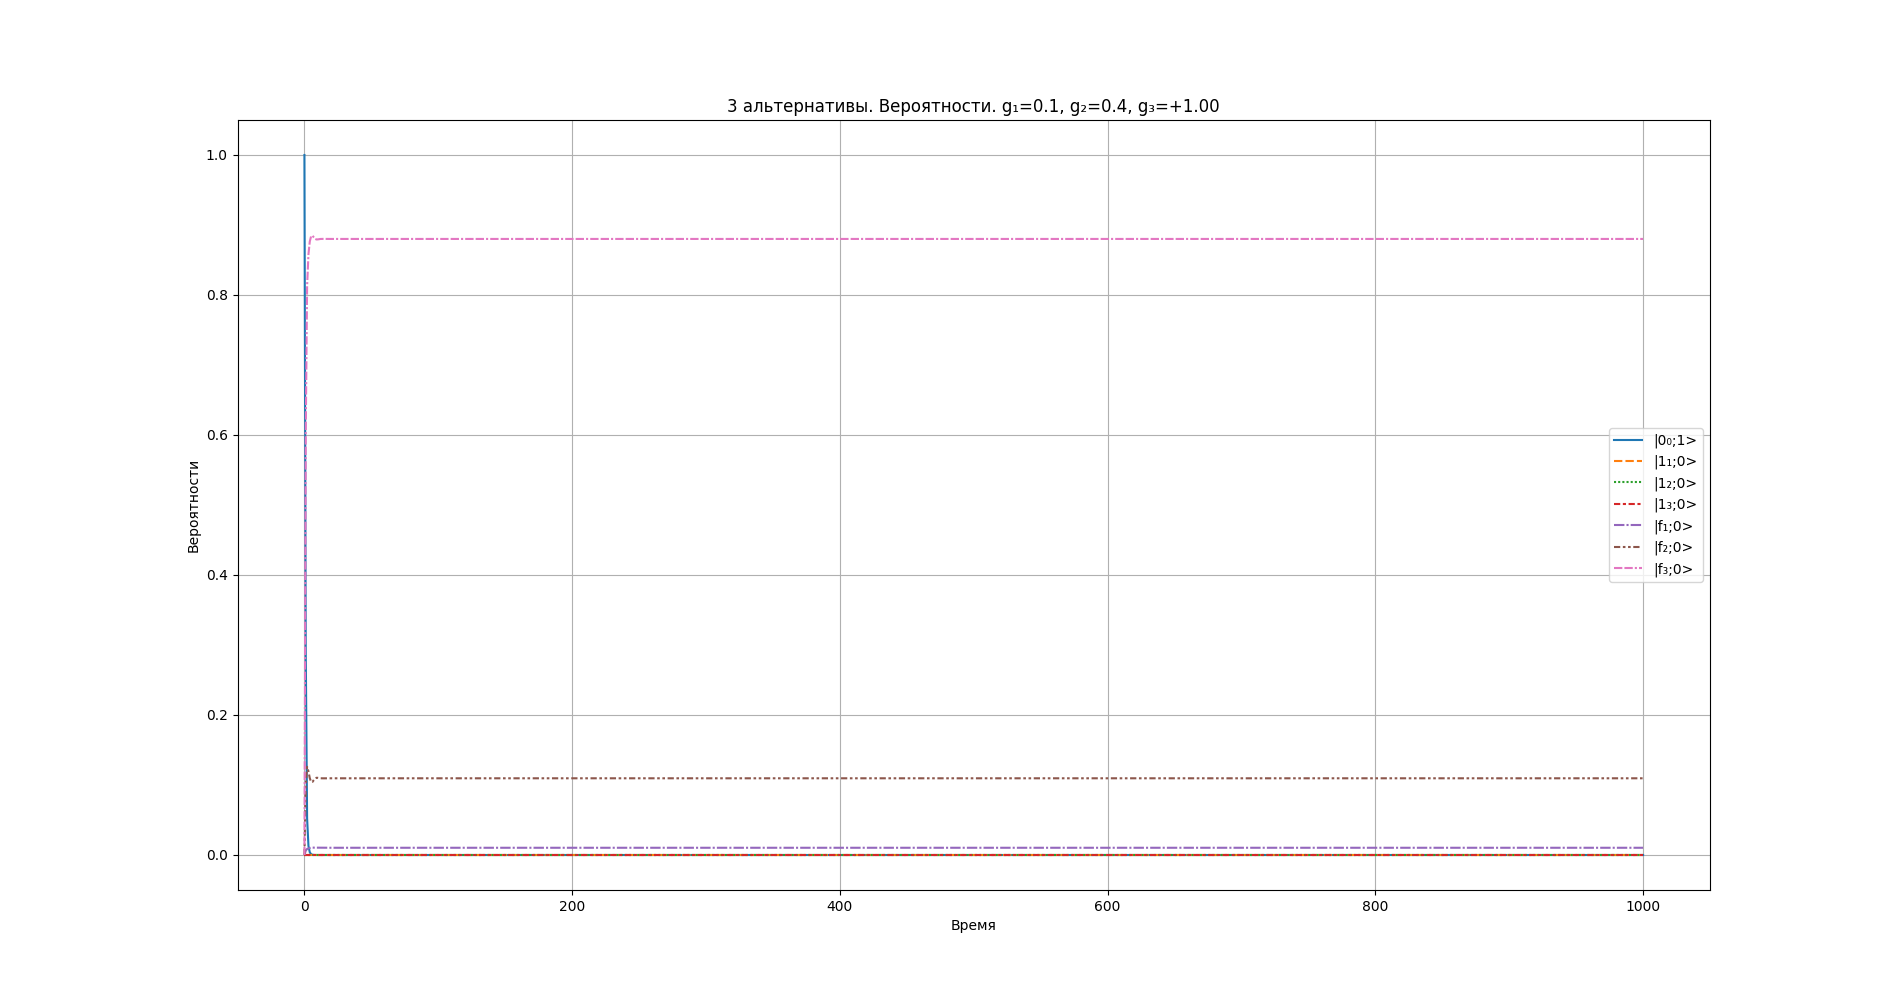 3 альтернативы. Вероятности. g₁=0.1, g₂=0.4, g₃=+1.00
1.0
0.8
0.6
0.4
0.2
0.0
Вероятности
0 200 400 600 800 1000
Время
|0₀;1>
|1₁;0>
|1₂;0>
|1₃;0>
|f₁;0>
|f₂;0>
|f₃;0>